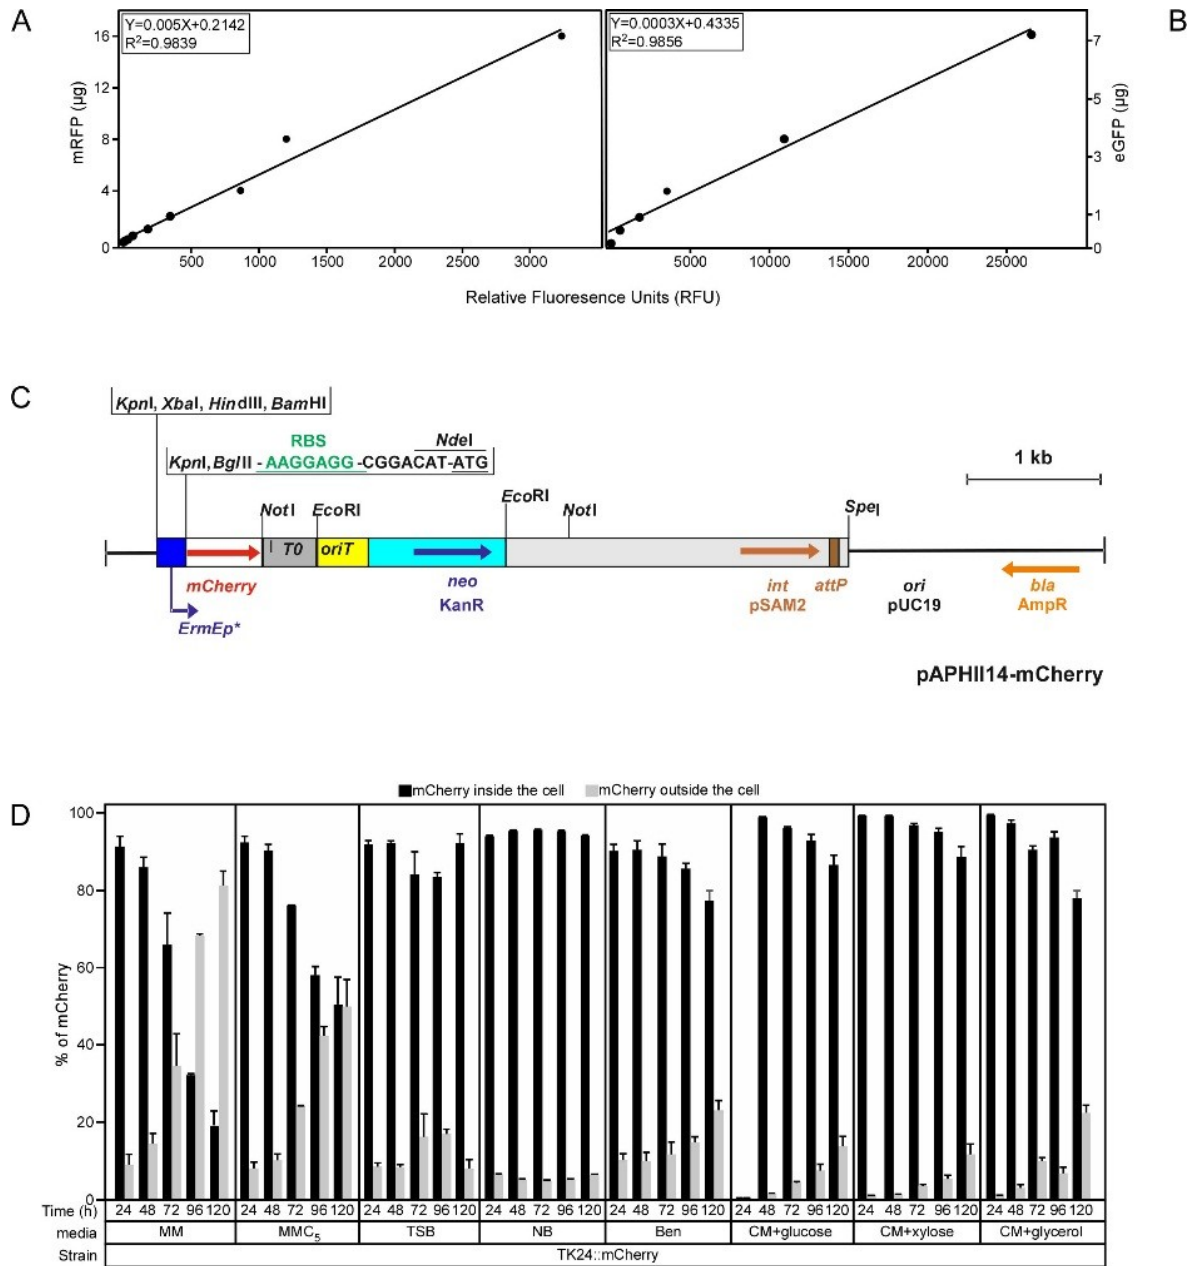 A
B
Y=0.005X+0.2142
R²=0.9839
Y=0.0003X+0.4335
R²=0.9856
mRFP (µg)
16
12
8
4
0
eGFP (µg)
7
5
3
1
0
500 1000 1500 2000 2500 3000
5000 10000 15000 20000 25000
Relative Fluoresence Units (RFU)
C
KpnI, XbaI, HindIII, BamHI
RBS
NdeI
KpnI, BglII - AAGGAGG -CGGACAT-ATG
1 kb
NotI
EcoRI
EcoRI
NotI
SpeI
T0
oriT
mCherry
neo
KanR
int
pSAM2
attP
ori
pUC19
bla
AmpR
ErmEp*
pAPHII14-mCherry
D
mCherry inside the cell
mCherry outside the cell
% of mCherry
100
80
60
40
20
0
Time (h) 24 48 72 96 120 24 48 72 96 120 24 48 72 96 120 24 48 72 96 120 24 48 72 96 120 24 48 72 96 120 24 48 72 96 120 24 48 72 96 120
media MM MMC₅ TSB NB Ben CM+glucose CM+xylose CM+glycerol
Strain TK24::mCherry